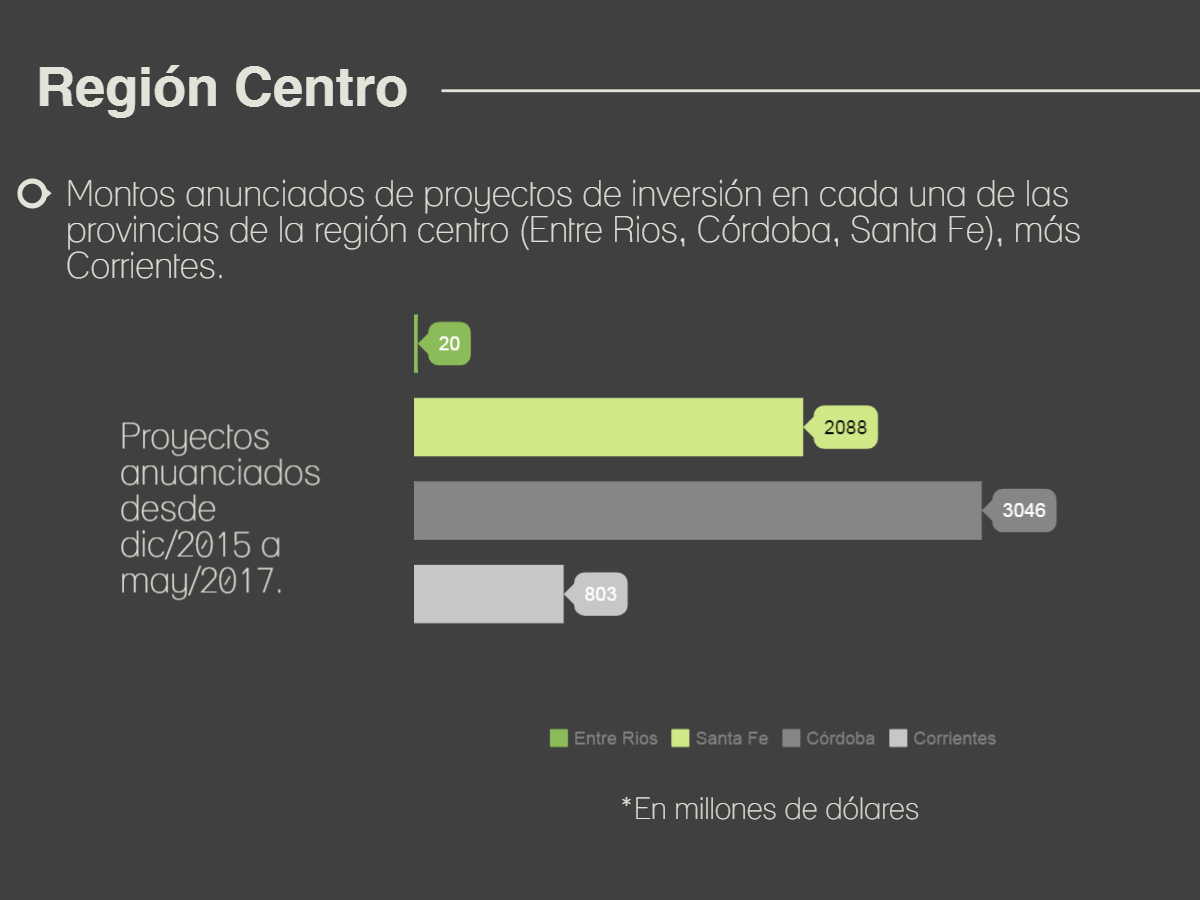 Región Centro
Montos anunciados de proyectos de inversión en cada una de las
provincias de la región centro (Entre Rios, Córdoba, Santa Fe), más
Corrientes.
20
2088
3046
803
Proyectos
anuanciados
desde
dic/2015 a
may/2017.
Entre Rios Santa Fe Córdoba Corrientes
*En millones de dólares